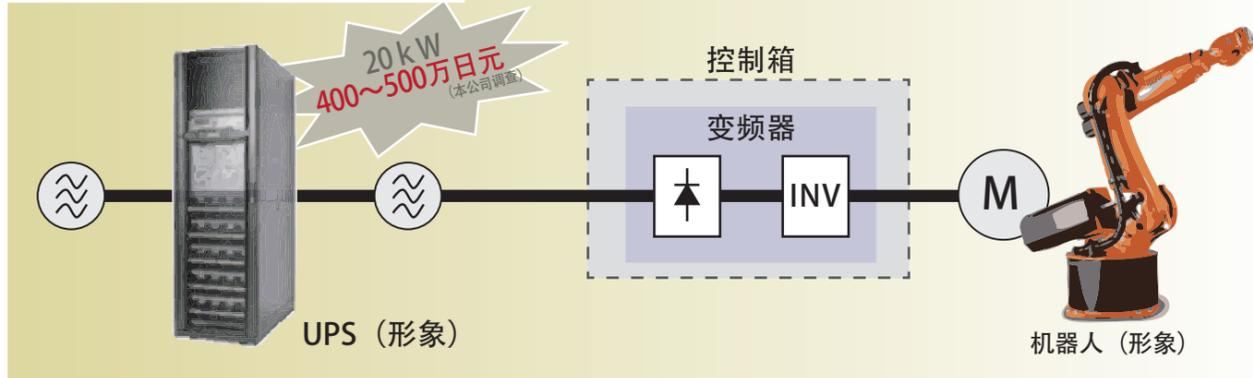 20kW
400～500万日元
（本公司调查）
控制箱
变频器
INV
M
UPS（形象）
机器人（形象）